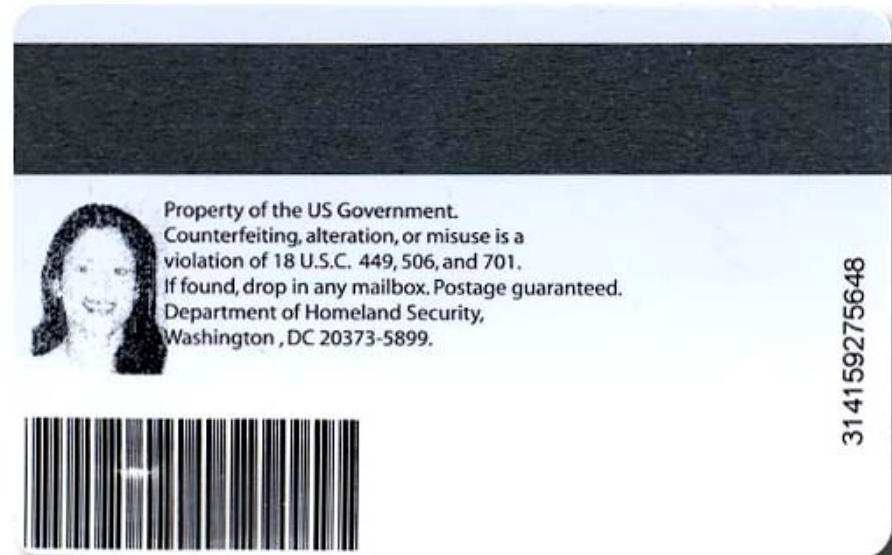 Property of the US Government.
Counterfeiting, alteration, or misuse is a
violation of 18 U.S.C. 449, 506, and 701.
If found, drop in any mailbox. Postage guaranteed.
Department of Homeland Security,
Washington , DC 20373-5899.
314159275648